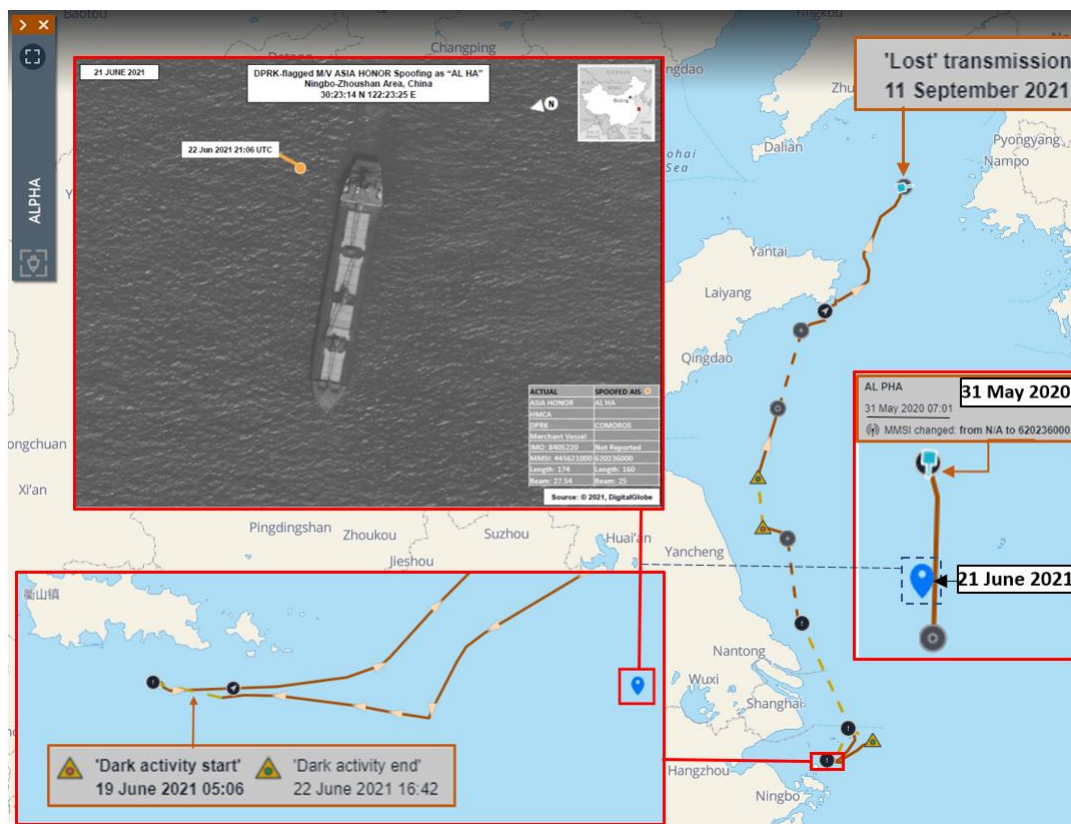 21 JUNE 2021
DPRK-flagged M/V ASIA HONOR Spoofing as “AL HA”
Ningbo-Zhoushan Area, China
30:23:14 N 122:23:25 E
N
22 Jun 2021 21:06 UTC
ALPHA
ACTUAL SPOOFED AIS
ASIA HONOR AL HA
HMCA
DPRK COMOROS
Merchant Vessel
IMO: 8405220 Not Reported
MMSI: 445621000 620236000
Length: 174 Length: 160
Beam: 27.54 Beam: 25
Source: © 2021, DigitalGlobe
'Lost' transmission
11 September 2021
Yingkou
Changping
Dalian
Pyongyang
Nampo
Sea
Yantai
Laiyang
Qingdao
AL PHA
31 May 2020
31 May 2020 07:01
MMSI changed: from N/A to 620236000
21 June 2021
ongchuan
Xi'an
Pingdingshan
Zhoukou
Jieshou
Suzhou
Huai'an
Yancheng
Nantong
Wuxi
Shanghai
Hangzhou
Ningbo
衢山镇
'Dark activity start'
19 June 2021 05:06
'Dark activity end'
22 June 2021 16:42